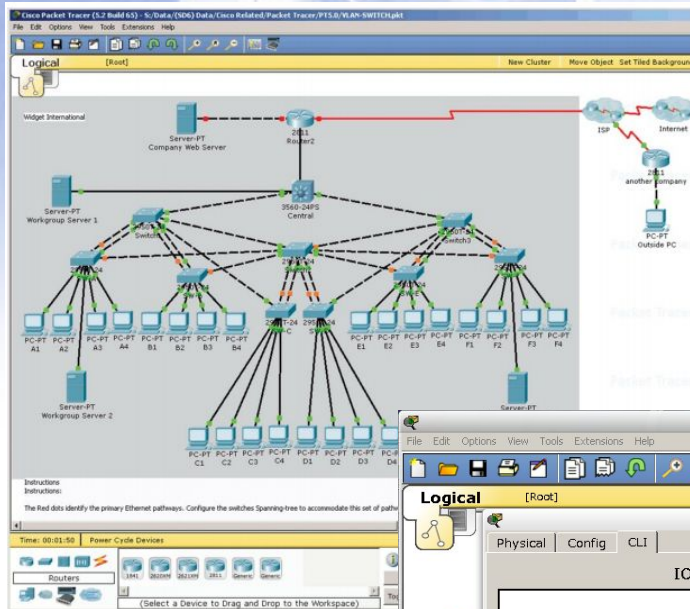 Cisco Packet Tracer (5.2 Build 65) - S:/Data/(SD6) Data/Cisco Related/Packet Tracer/PT5.0/VLAN-SWITCH.pkt
File Edit Options View Tools Extensions Help
Logical [Root] New Cluster Move Object Set Tiled Background
Widget International
Server-PT
Company Web Server
2811
Router2
ISP
Internet
2811
another company
PC-PT
Outside PC
3560-24PS
Central
Server-PT
Workgroup Server 1
Switch3
PC-PT A1
PC-PT A2
PC-PT A3
PC-PT A4
PC-PT B1
PC-PT B2
PC-PT B3
PC-PT B4
PC-PT E1
PC-PT E2
PC-PT E3
PC-PT E4
PC-PT F1
PC-PT F2
PC-PT F3
PC-PT F4
Server-PT
Workgroup Server 2
Server-PT
PC-PT C1
PC-PT C2
PC-PT C3
PC-PT C4
PC-PT D1
PC-PT D2
PC-PT D3
D4
Instructions
Instructions:
The Red dots identify the primary Ethernet pathways. Configure the switches Spanning-tree to accommodate this set of
Time: 00:01:50 Power Cycle Devices
Routers
1841 2620XM 2621XM 2811 Generic Generic
(Select a Device to Drag and Drop to the Workspace)
File Edit Options View Tools Extensions Help
Logical [Root]
Physical Config CLI